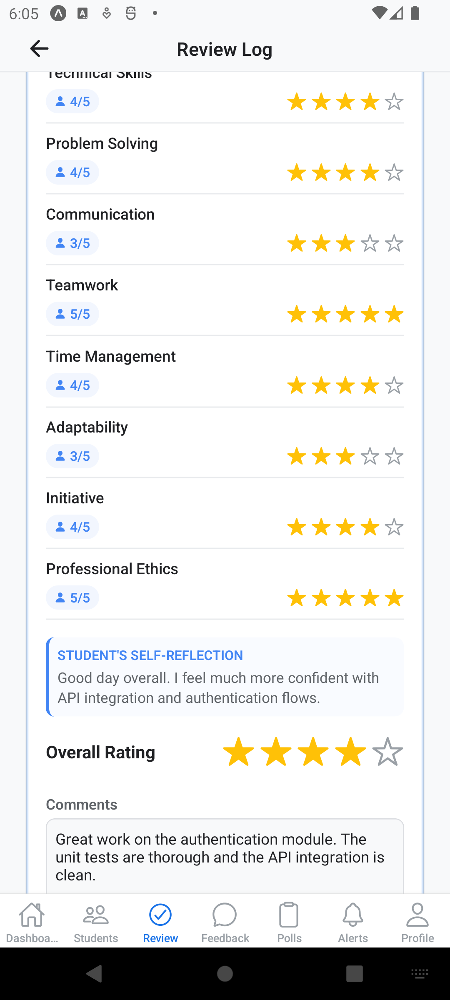 6:05
Review Log
Technical Skills
4/5
Problem Solving
4/5
Communication
3/5
Teamwork
5/5
Time Management
4/5
Adaptability
3/5
Initiative
4/5
Professional Ethics
5/5
STUDENT'S SELF-REFLECTION
Good day overall. I feel much more confident with
API integration and authentication flows.
Overall Rating
Comments
Great work on the authentication module. The
unit tests are thorough and the API integration is
clean.
Dashboa... Students Review Feedback Polls Alerts Profile